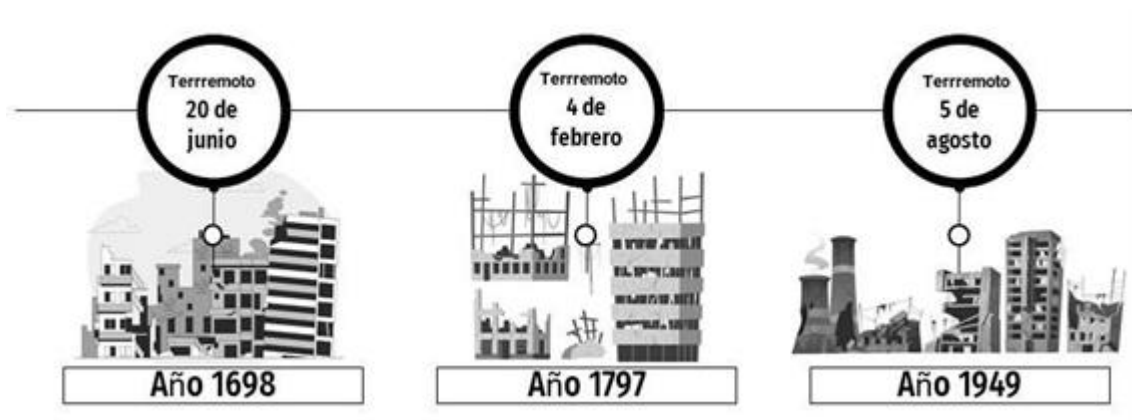 Terrremoto
20 de
junio
Terrremoto
4 de
febrero
Terrremoto
5 de
agosto
Año 1698
Año 1797
Año 1949